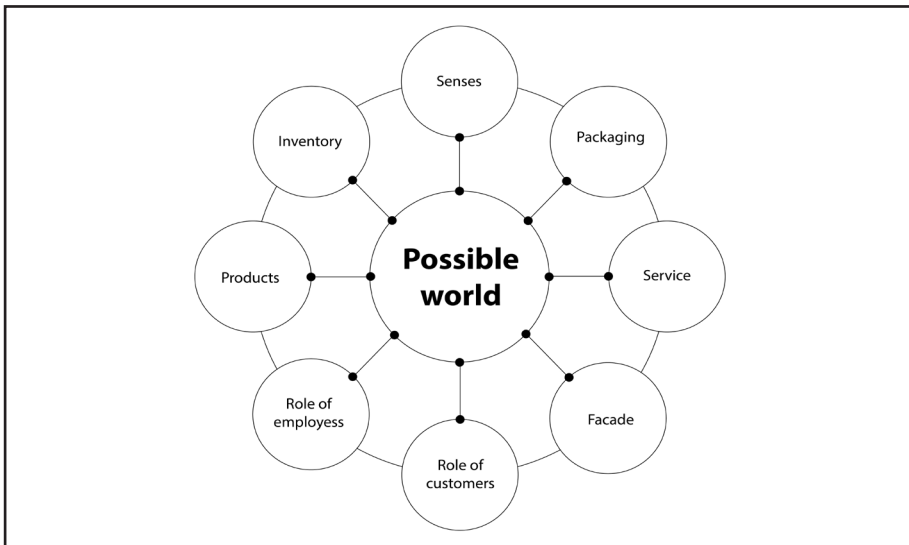 Senses
Packaging
Service
Facade
Role of
customers
Role of
employess
Products
Inventory
Possible
world